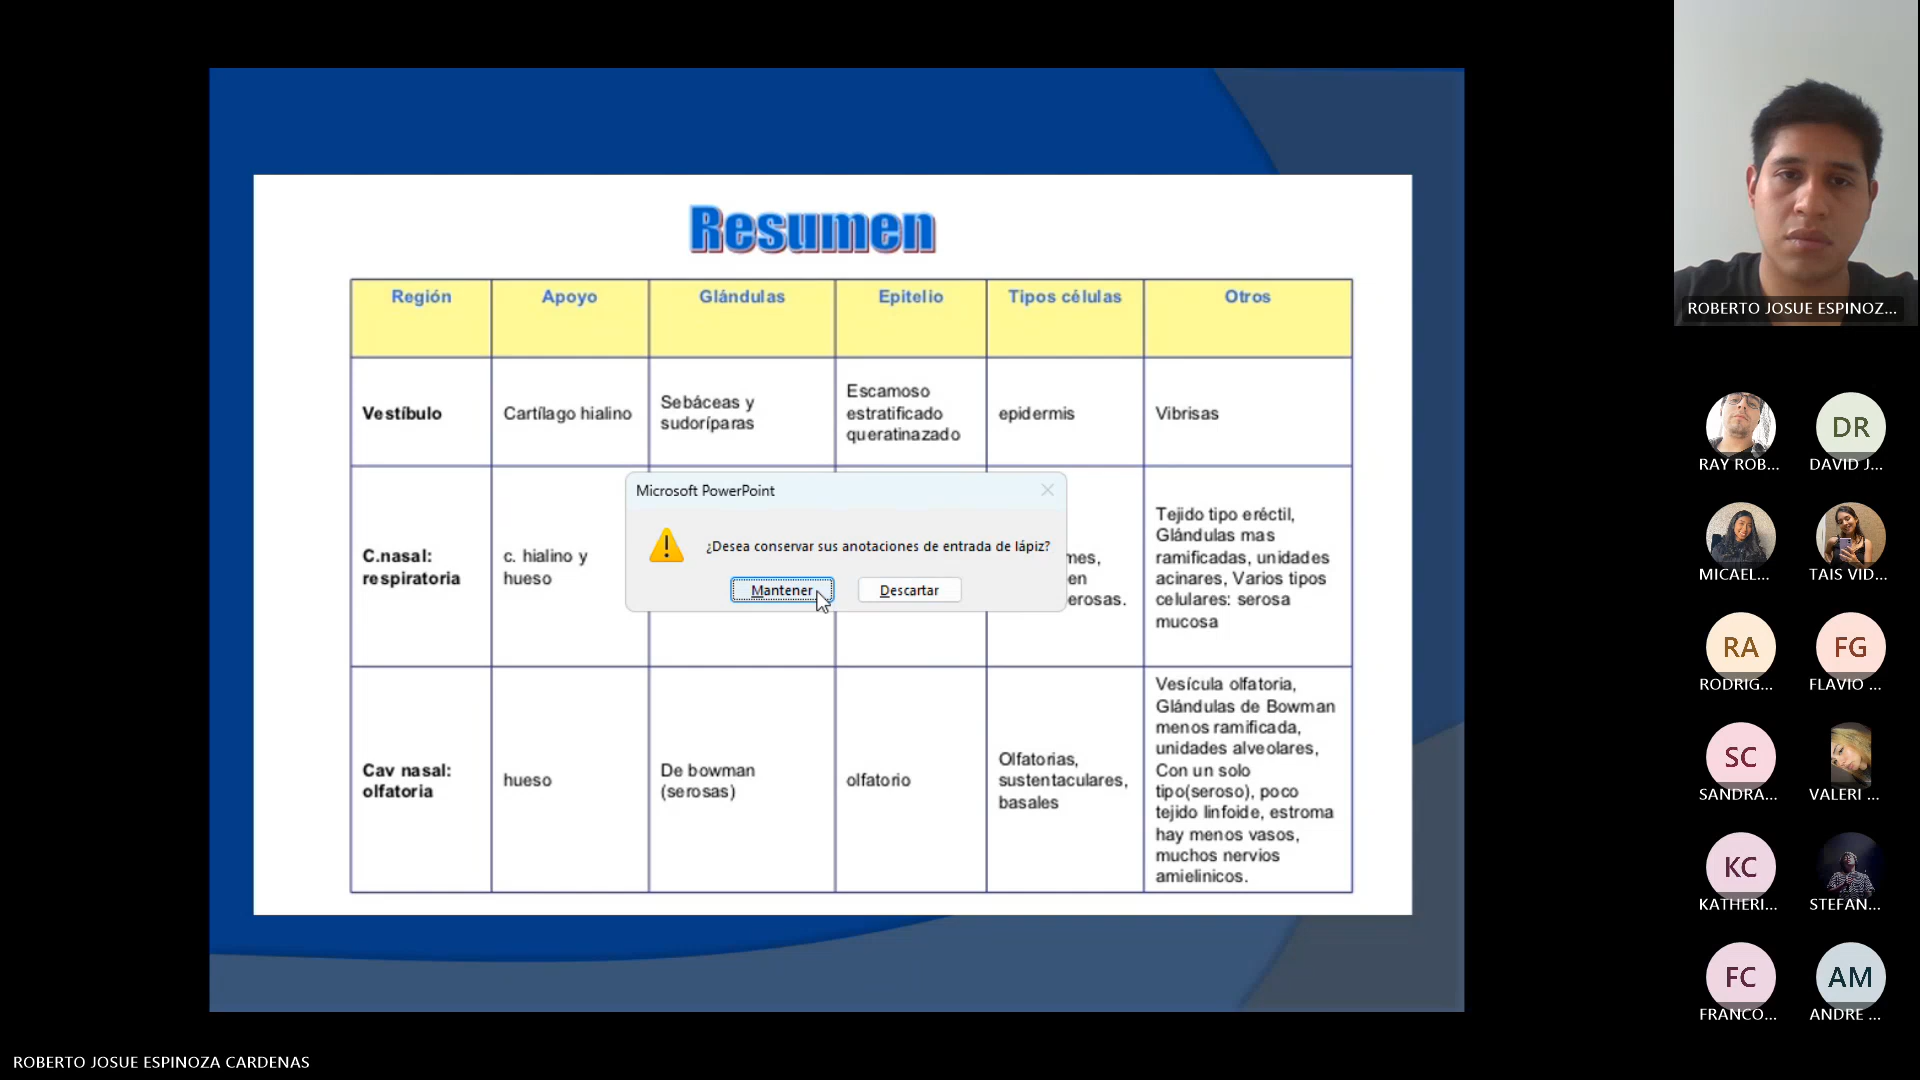 Resumen
Región Apoyo Glándulas Epitelio Tipos células Otros
Vestíbulo
Cartílago hialino
Sebáceas y
sudoríparas
Escamoso
estratificado
queratinazado
epidermis
Vibrisas
C.nasal:
respiratoria
c. hialino y
hueso
Tejido tipo eréctil,
Glándulas mas
ramificadas, unidades
acinares, Varios tipos
celulares: serosa
mucosa
Microsoft PowerPoint
¿Desea conservar sus anotaciones de entrada de lápiz?
Mantener
Descartar
Cav nasal:
olfatoria
hueso
De bowman
(serosas)
olfatorio
Olfatorias,
sustentaculares,
basales
Vesícula olfatoria,
Glándulas de Bowman
menos ramificada,
unidades alveolares,
Con un solo
tipo(seroso), poco
tejido linfoide, estroma
hay menos vasos,
muchos nervios
amielinicos.
ROBERTO JOSUE ESPINOZ...
RAY ROB...
DR
DAVID J...
MICAEL...
TAIS VID...
RA
RODRIG...
FG
FLAVIO ...
SC
SANDRA...
VALERI ...
KC
KATHERI...
STEFAN...
FC
FRANCO...
AM
ANDRE ...
ROBERTO JOSUE ESPINOZA CARDENAS